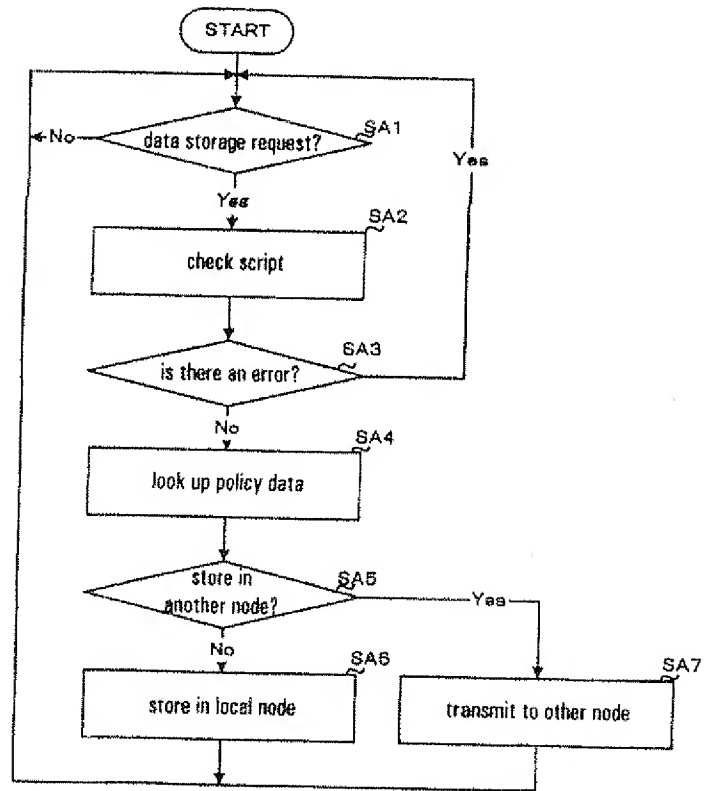 START
data storage request?
SA1
No
Yes
Yes
SA2
check script
SA3
is there an error?
No
SA4
look up policy data
SA5
store in
another node?
Yes
No
SA6
store in local node
SA7
transmit to other node